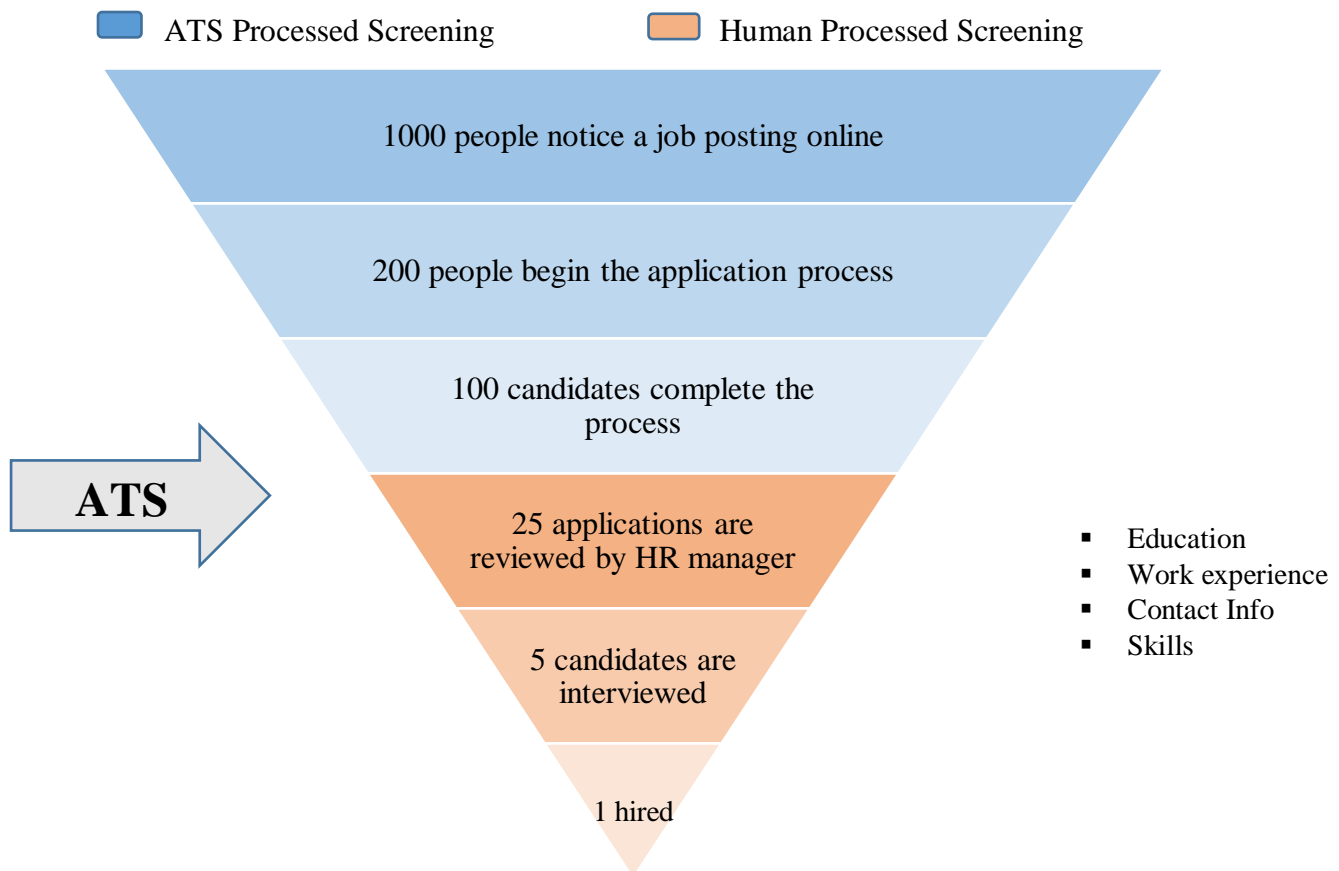 ATS Processed Screening
Human Processed Screening
1000 people notice a job posting online
200 people begin the application process
100 candidates complete the
process
ATS
25 applications are
reviewed by HR manager
▪ Education
▪ Work experience
▪ Contact Info
▪ Skills
5 candidates are
interviewed
1 hired